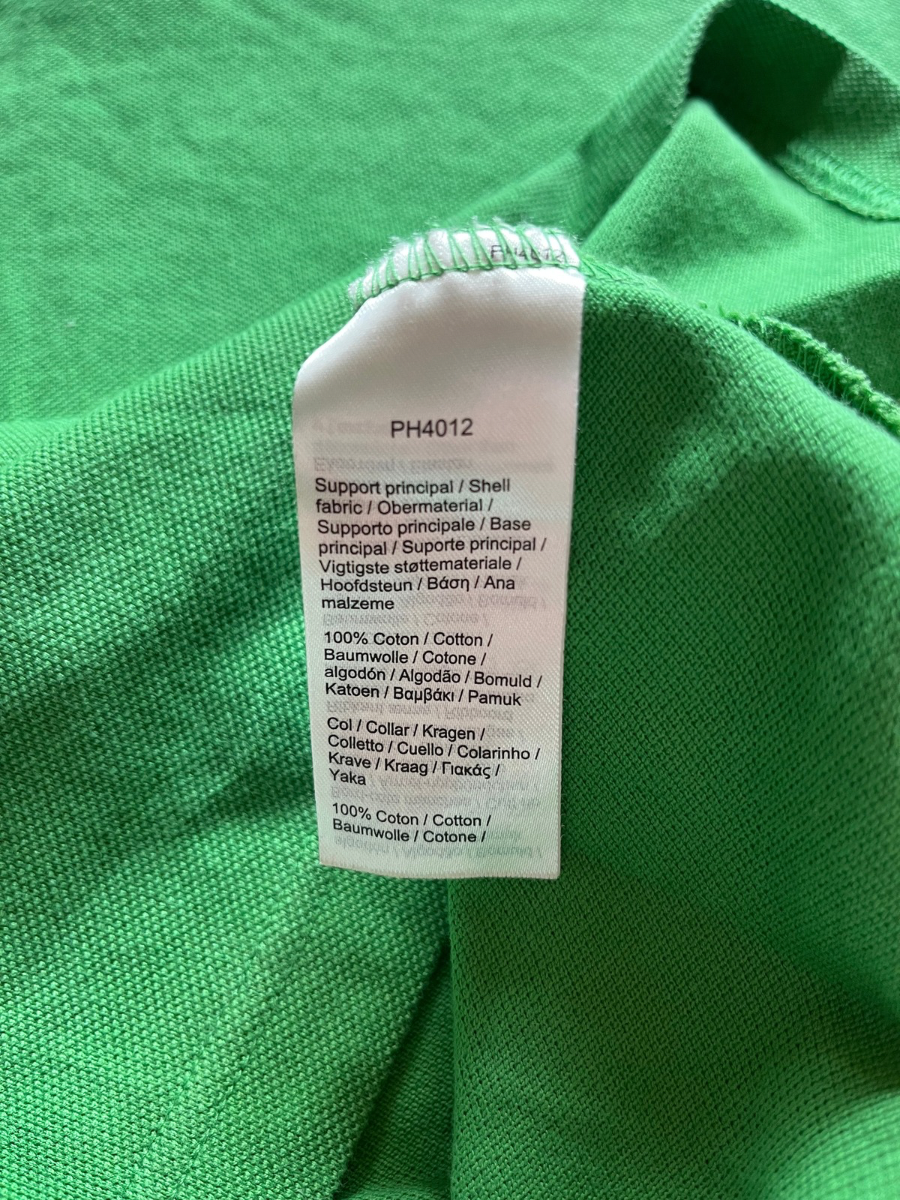 PH4012
PH4012
Support principal / Shell
fabric / Obermaterial /
Supporto principale / Base
principal / Suporte principal /
Vigtigste støttemateriale /
Hoofdsteun / Βάση / Ana
malzeme
100% Coton / Cotton /
Baumwolle / Cotone /
algodón / Algodão / Bomuld /
Katoen / Βαμβάκι / Pamuk
Col / Collar / Kragen /
Colletto / Cuello / Colarinho /
Krave / Kraag / Γιακάς /
Yaka
100% Coton / Cotton /
Baumwolle / Cotone /